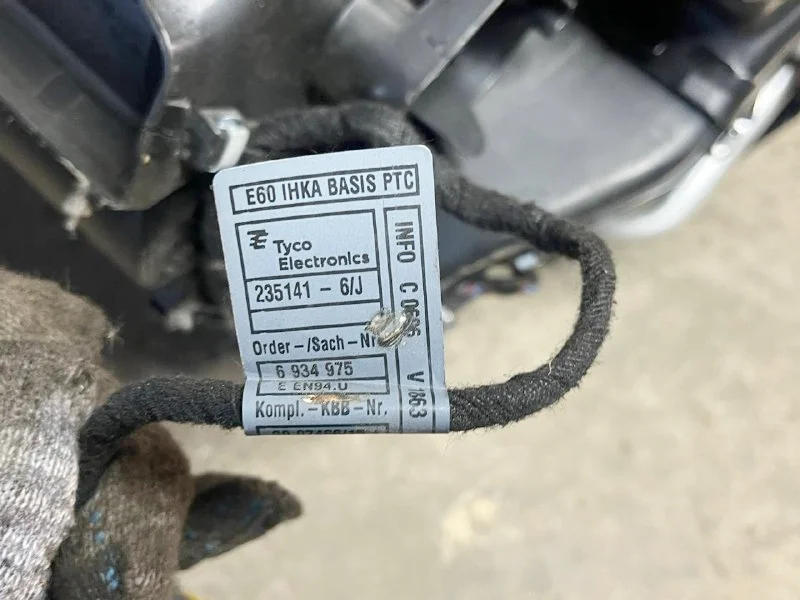 E60 IHKA BASIS PTC
Tyco
Electronics
235141 - 6/J
Order-/Sach-Nr
6 934 975
E EN94.U
Kompl.-KBB-Nr.
INFO C
V 1863